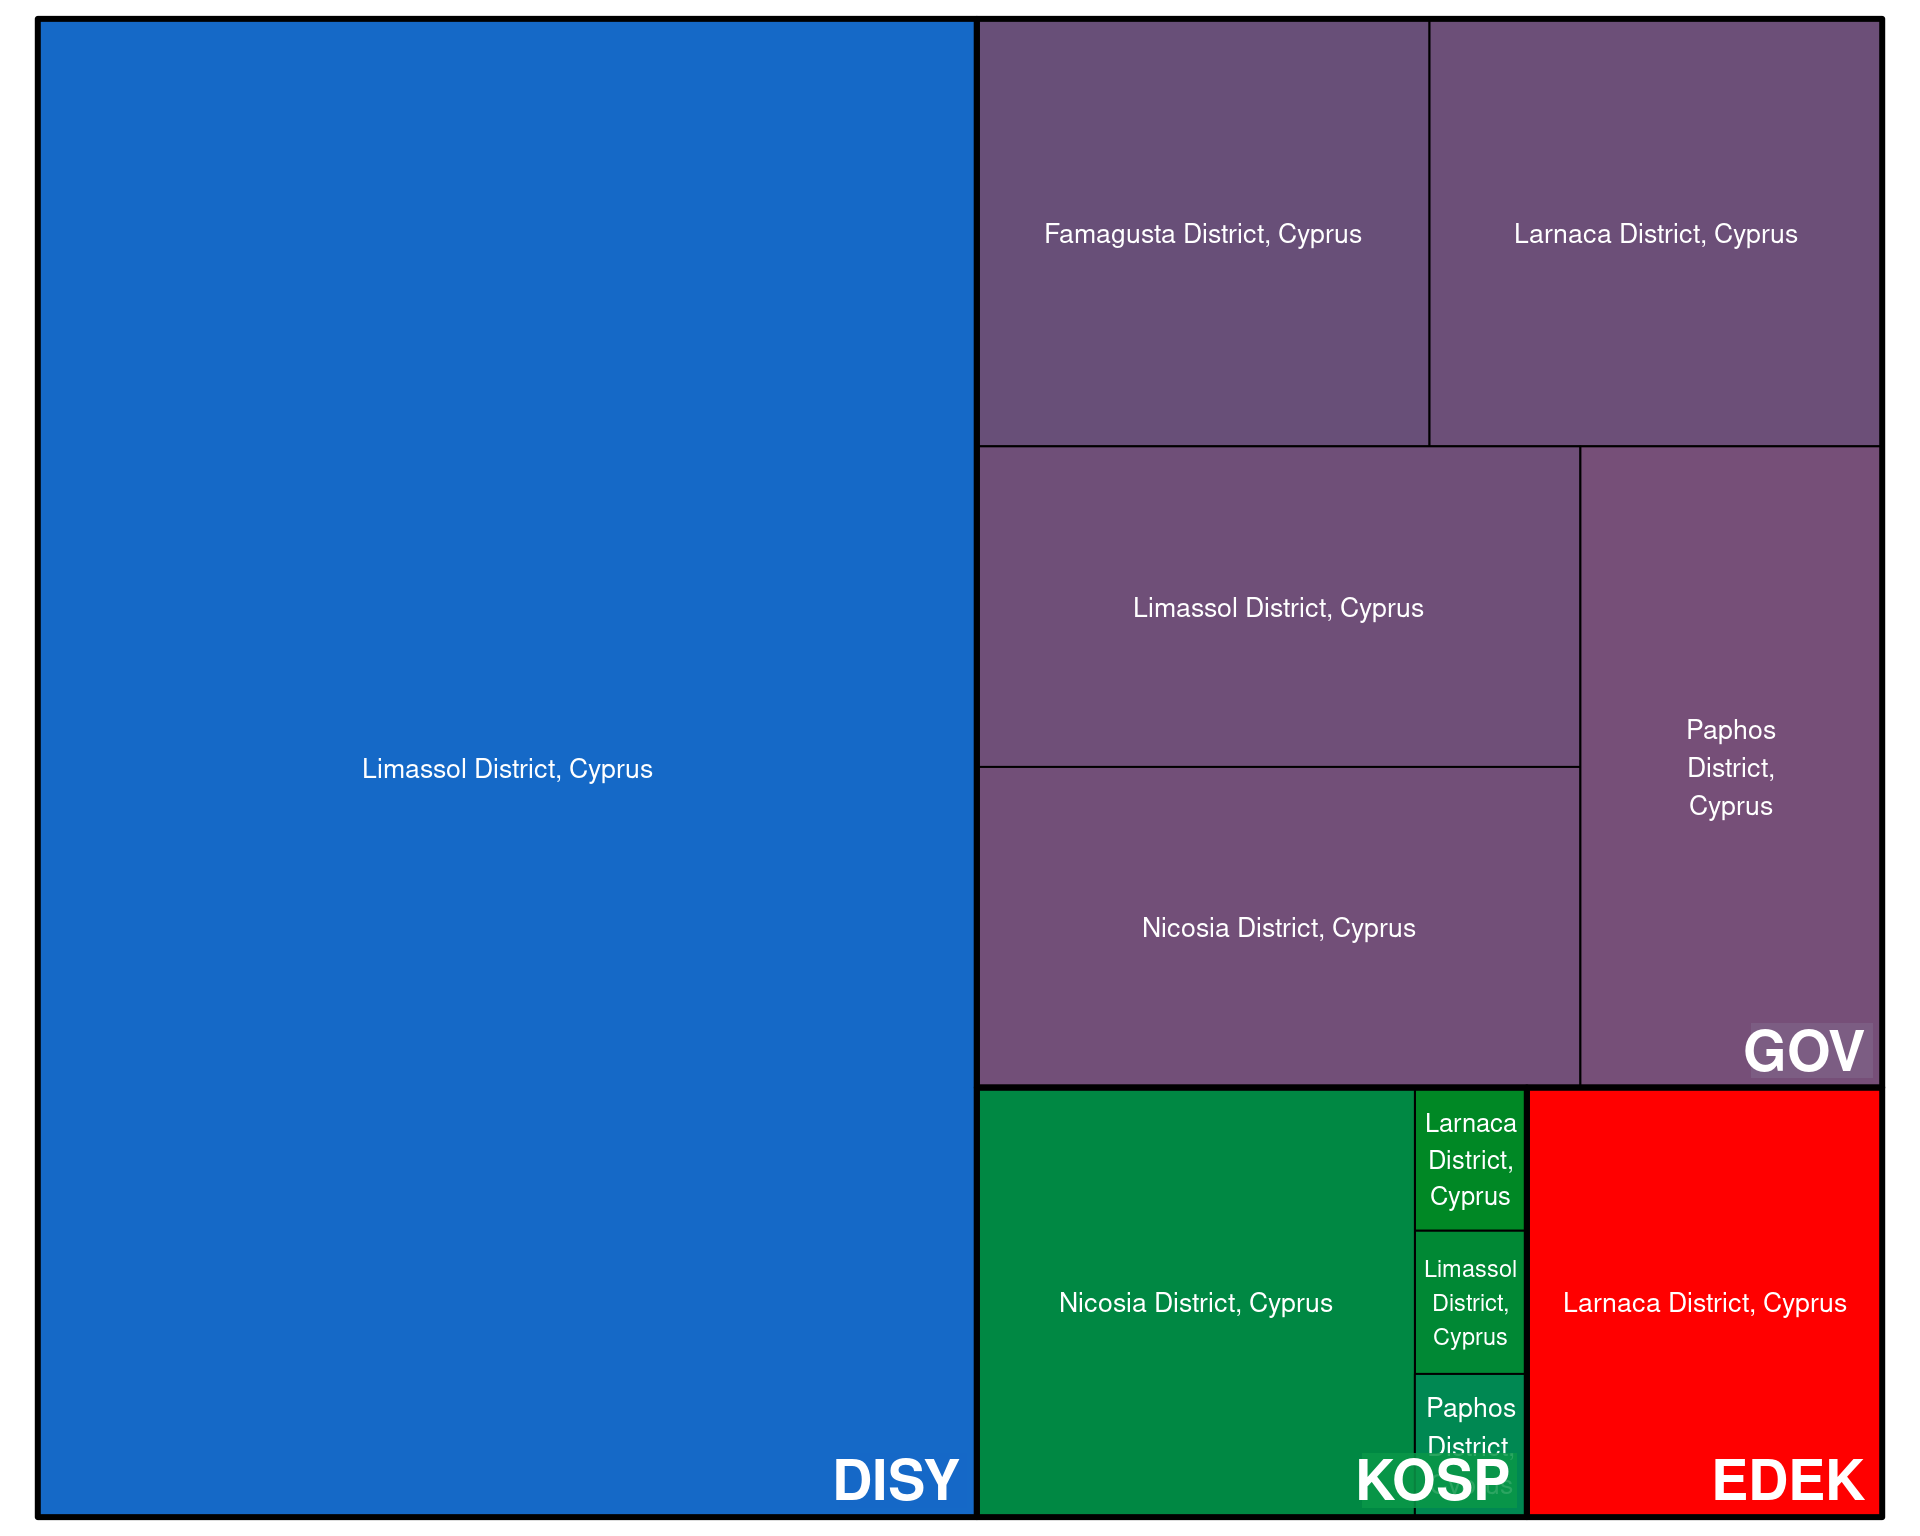 Limassol District, Cyprus
DISY
Famagusta District, Cyprus
Larnaca District, Cyprus
Limassol District, Cyprus
Nicosia District, Cyprus
Paphos
District,
Cyprus
GOV
Nicosia District, Cyprus
Larnaca
District,
Cyprus
Limassol
District,
Cyprus
Paphos
District,
KOSP
Larnaca District, Cyprus
EDEK